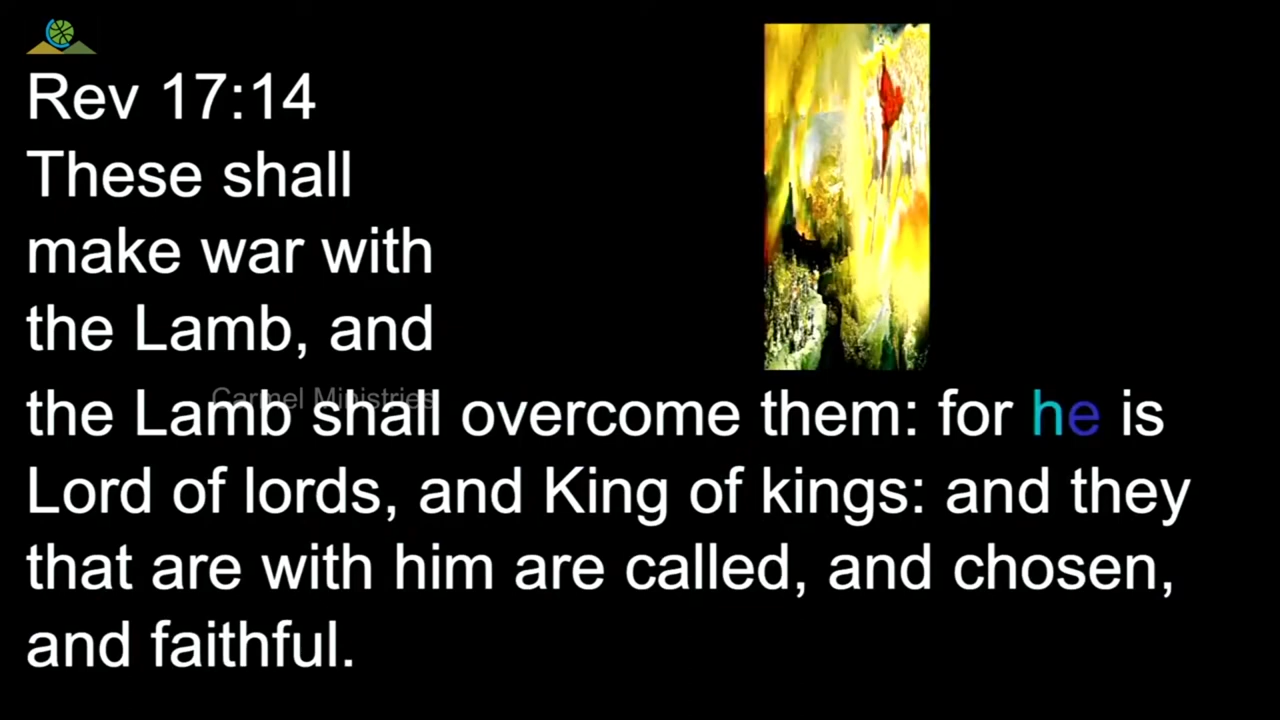 Rev 17:14
These shall
make war with
the Lamb, and
Carmel Ministries
the Lamb shall overcome them: for he is
Lord of lords, and King of kings: and they
that are with him are called, and chosen,
and faithful.